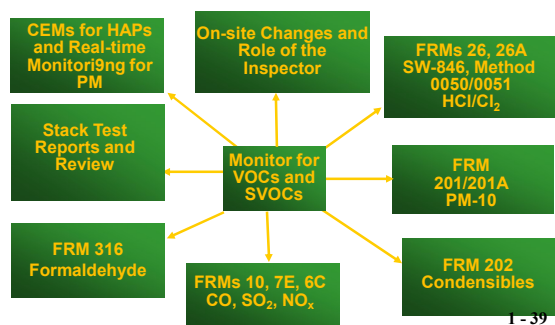 CEMs for HAPs
and Real-time
Monitori9ng for
PM
On-site Changes and
Role of the
Inspector
FRMs 26, 26A
SW-846, Method
0050/0051
HCl/Cl₂
Stack Test
Reports and
Review
Monitor for
VOCs and
SVOCs
FRM
201/201A
PM-10
FRM 316
Formaldehyde
FRMs 10, 7E, 6C
CO, SO₂, NOₓ
FRM 202
Condensibles
1 - 39